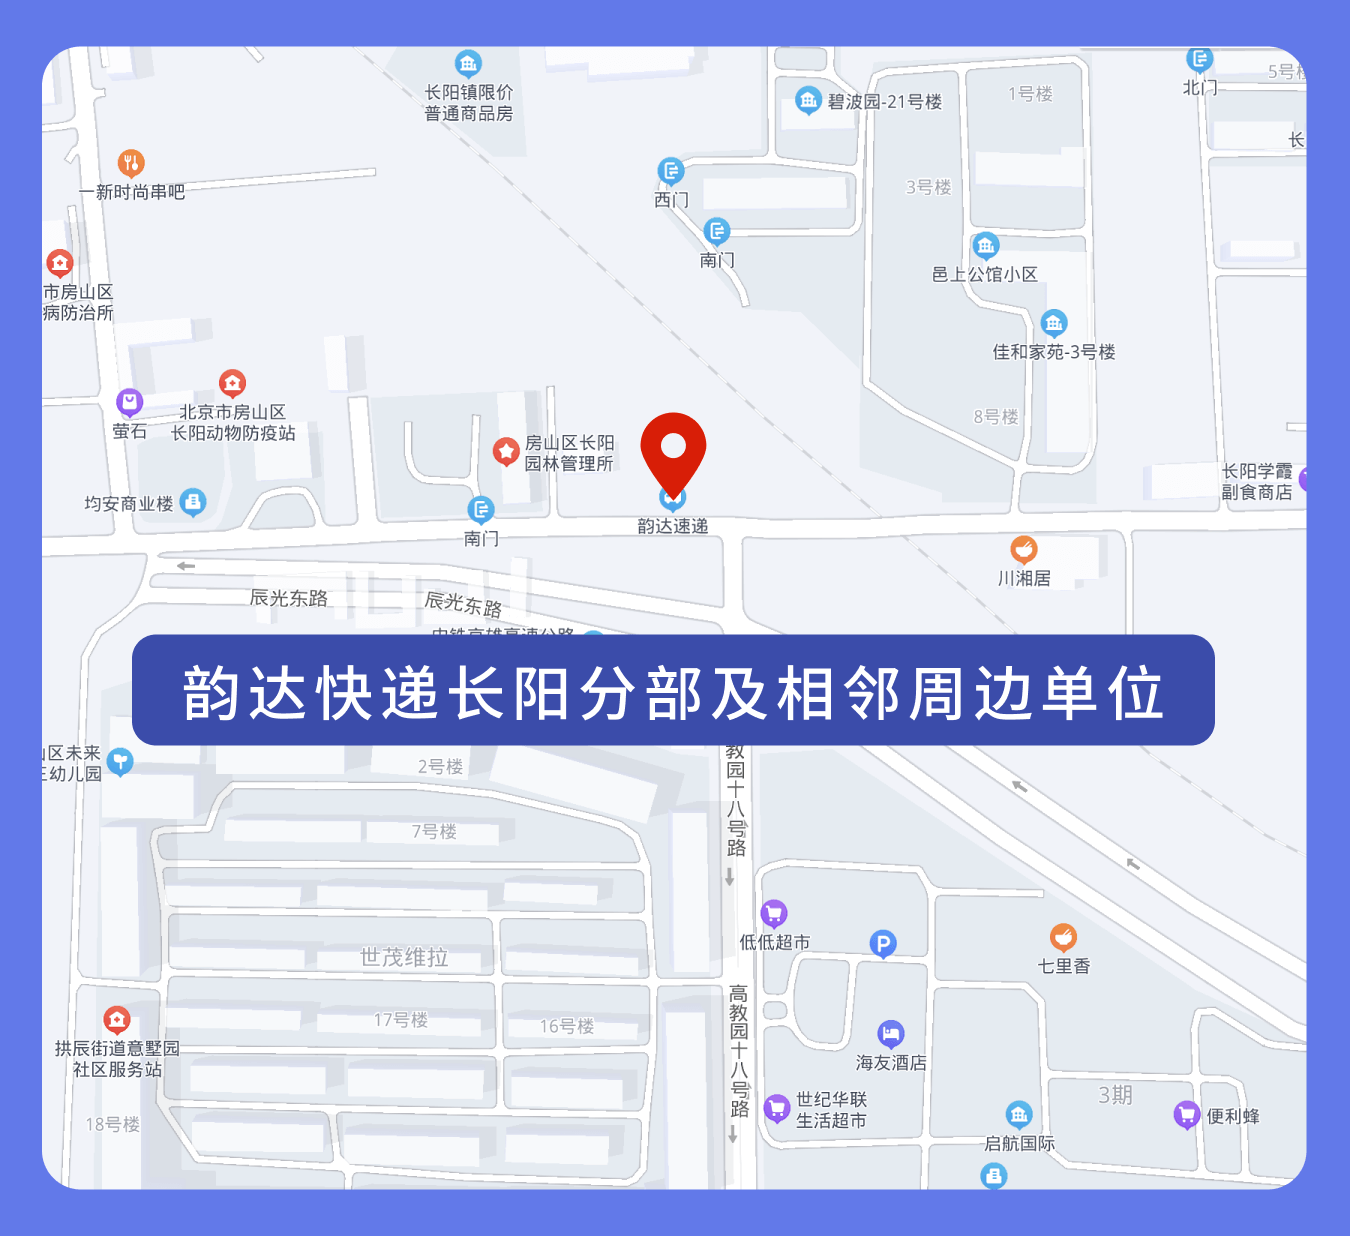 长阳镇限价
普通商品房
碧波园-21号楼
1号楼
北门
5号楼
长
一新时尚串吧
西门
3号楼
南门
邑上公馆小区
市房山区
病防治所
佳和家苑-3号楼
北京市房山区
长阳动物防疫站
萤石
8号楼
房山区长阳
园林管理所
长阳学霞
副食商店
均安商业楼
南门
韵达速递
川湘居
辰光东路
辰光东路
韵达快递长阳分部及相邻周边单位
山区未来
王幼儿园
2号楼
教园十八号路
7号楼
低低超市
P
七里香
世茂维拉
高教园十八号路
17号楼
16号楼
拱辰街道意墅园
社区服务站
海友酒店
3期
世纪华联
生活超市
18号楼
启航国际
便利蜂